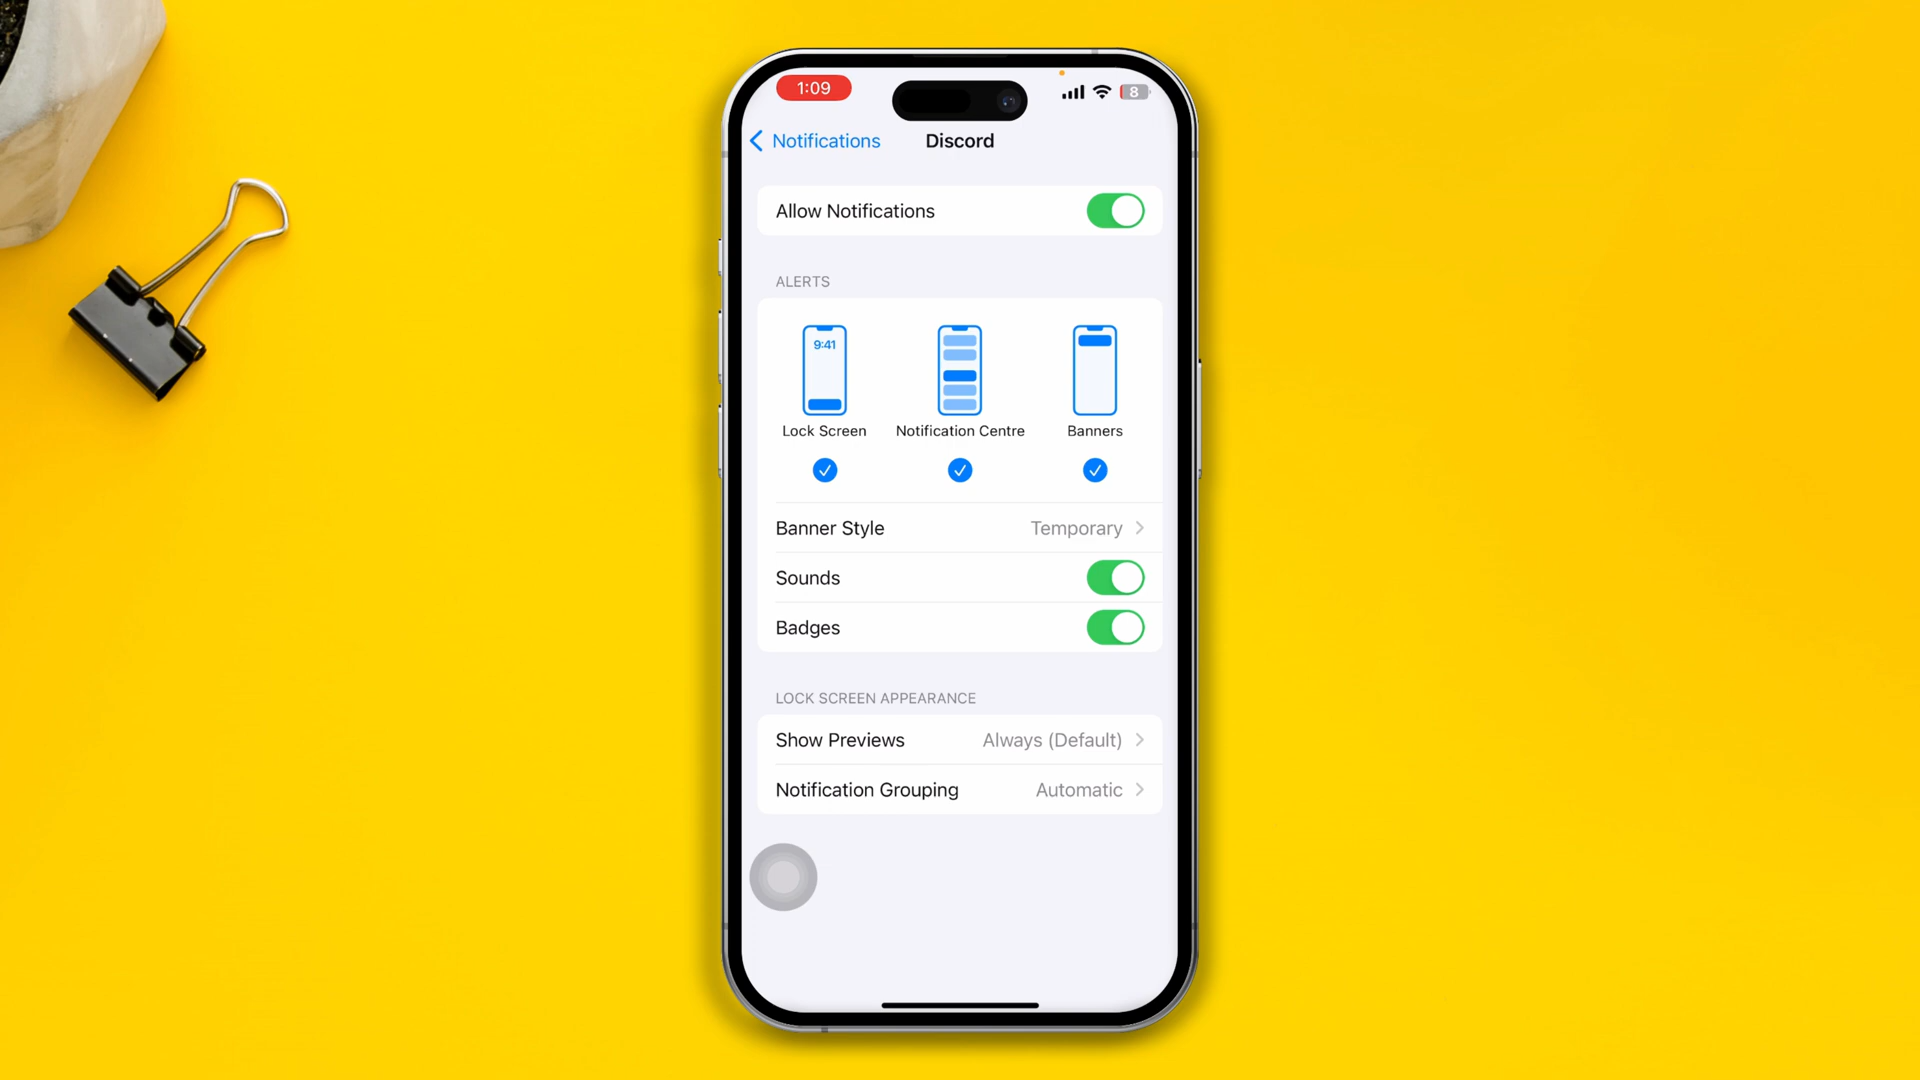 1:09
8
Notifications
Discord
Allow Notifications
ALERTS
9:41
Lock Screen
Notification Centre
Banners
Banner Style
Temporary
Sounds
Badges
LOCK SCREEN APPEARANCE
Show Previews
Always (Default)
Notification Grouping
Automatic